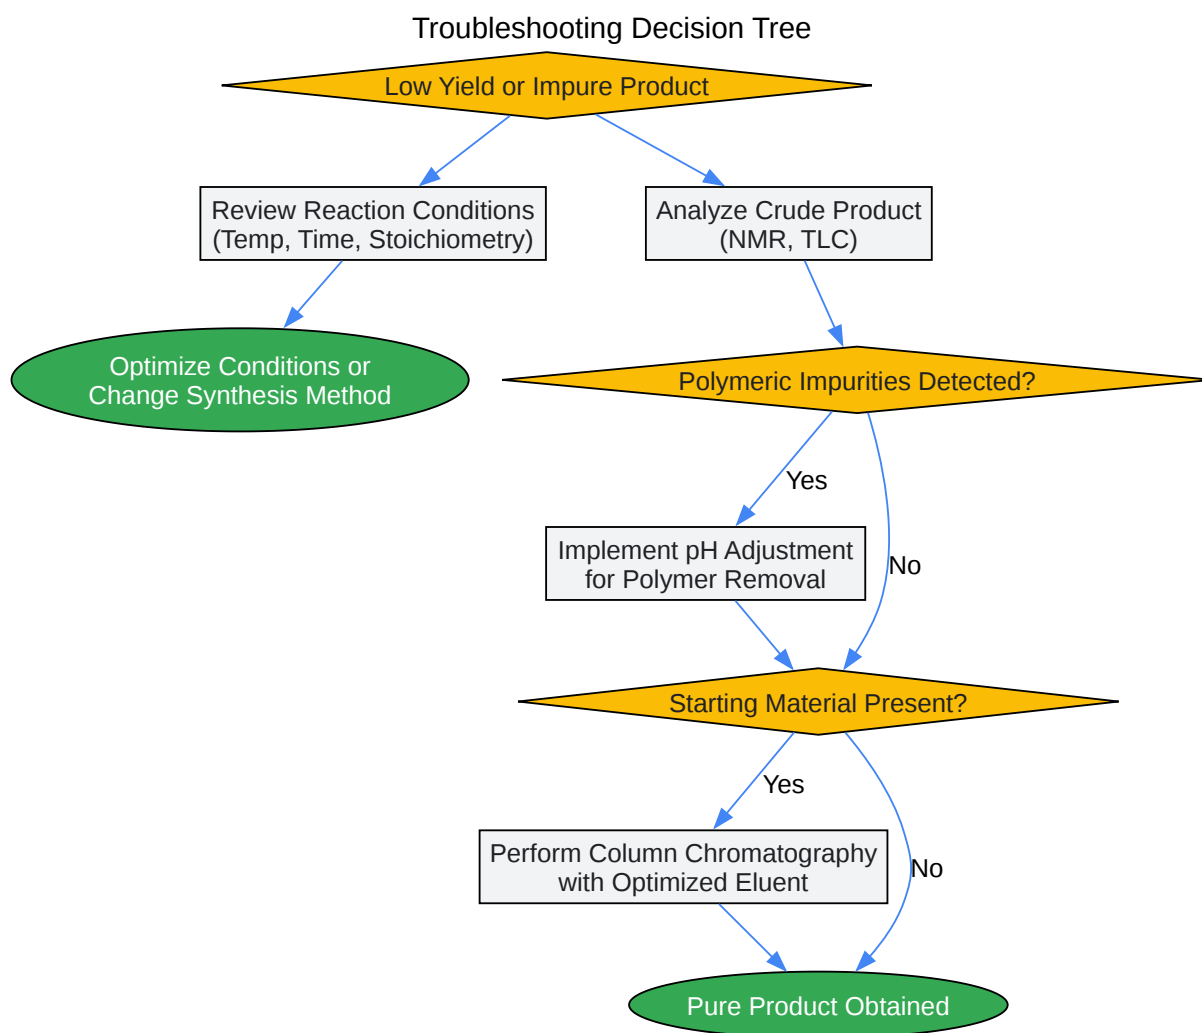 Troubleshooting Decision Tree
Low Yield or Impure Product
Review Reaction Conditions
(Temp, Time, Stoichiometry)
Analyze Crude Product
(NMR, TLC)
Optimize Conditions or
Change Synthesis Method
Polymeric Impurities Detected?
Yes
Implement pH Adjustment
for Polymer Removal
No
Starting Material Present?
Yes
Perform Column Chromatography
with Optimized Eluent
No
Pure Product Obtained